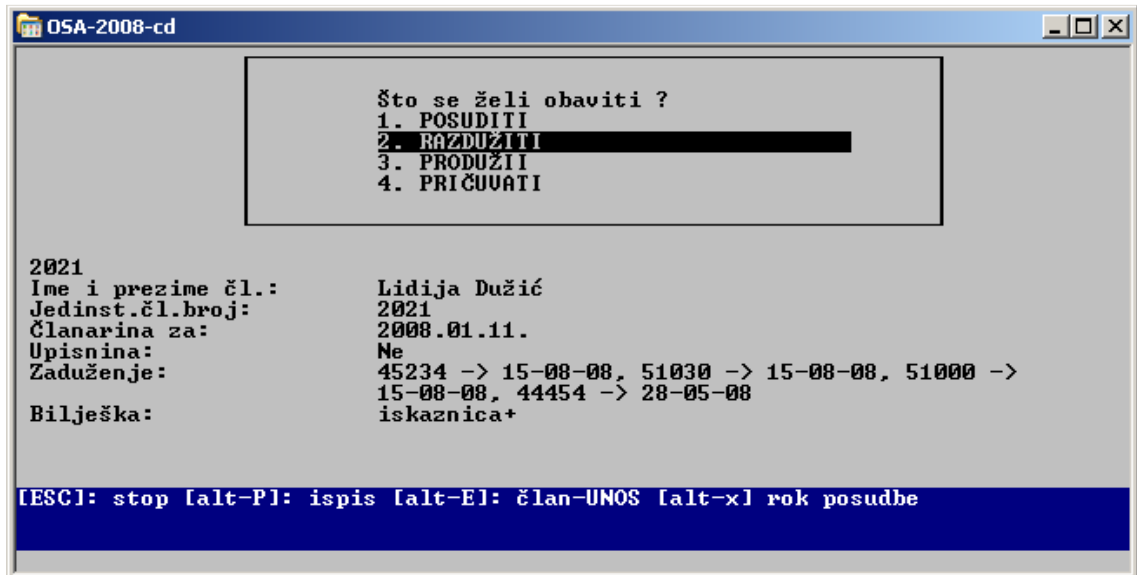 OSA-2008-cd
Što se želi obaviti ?
1. POSUDITI
2. RAZDUŽITI
3. PRODUŽII
4. PRIČUVATI
2021
Ime i prezime čl.: Lidija Dužić
Jedinst.čl.broj: 2021
Članarina za: 2008.01.11.
Upisnina: Ne
Zaduženje: 45234 -> 15-08-08, 51030 -> 15-08-08, 51000 ->
15-08-08, 44454 -> 28-05-08
Bilješka: iskaznica+
[ESC]: stop [alt-P]: ispis [alt-E]: član-UNOS [alt-x] rok posudbe